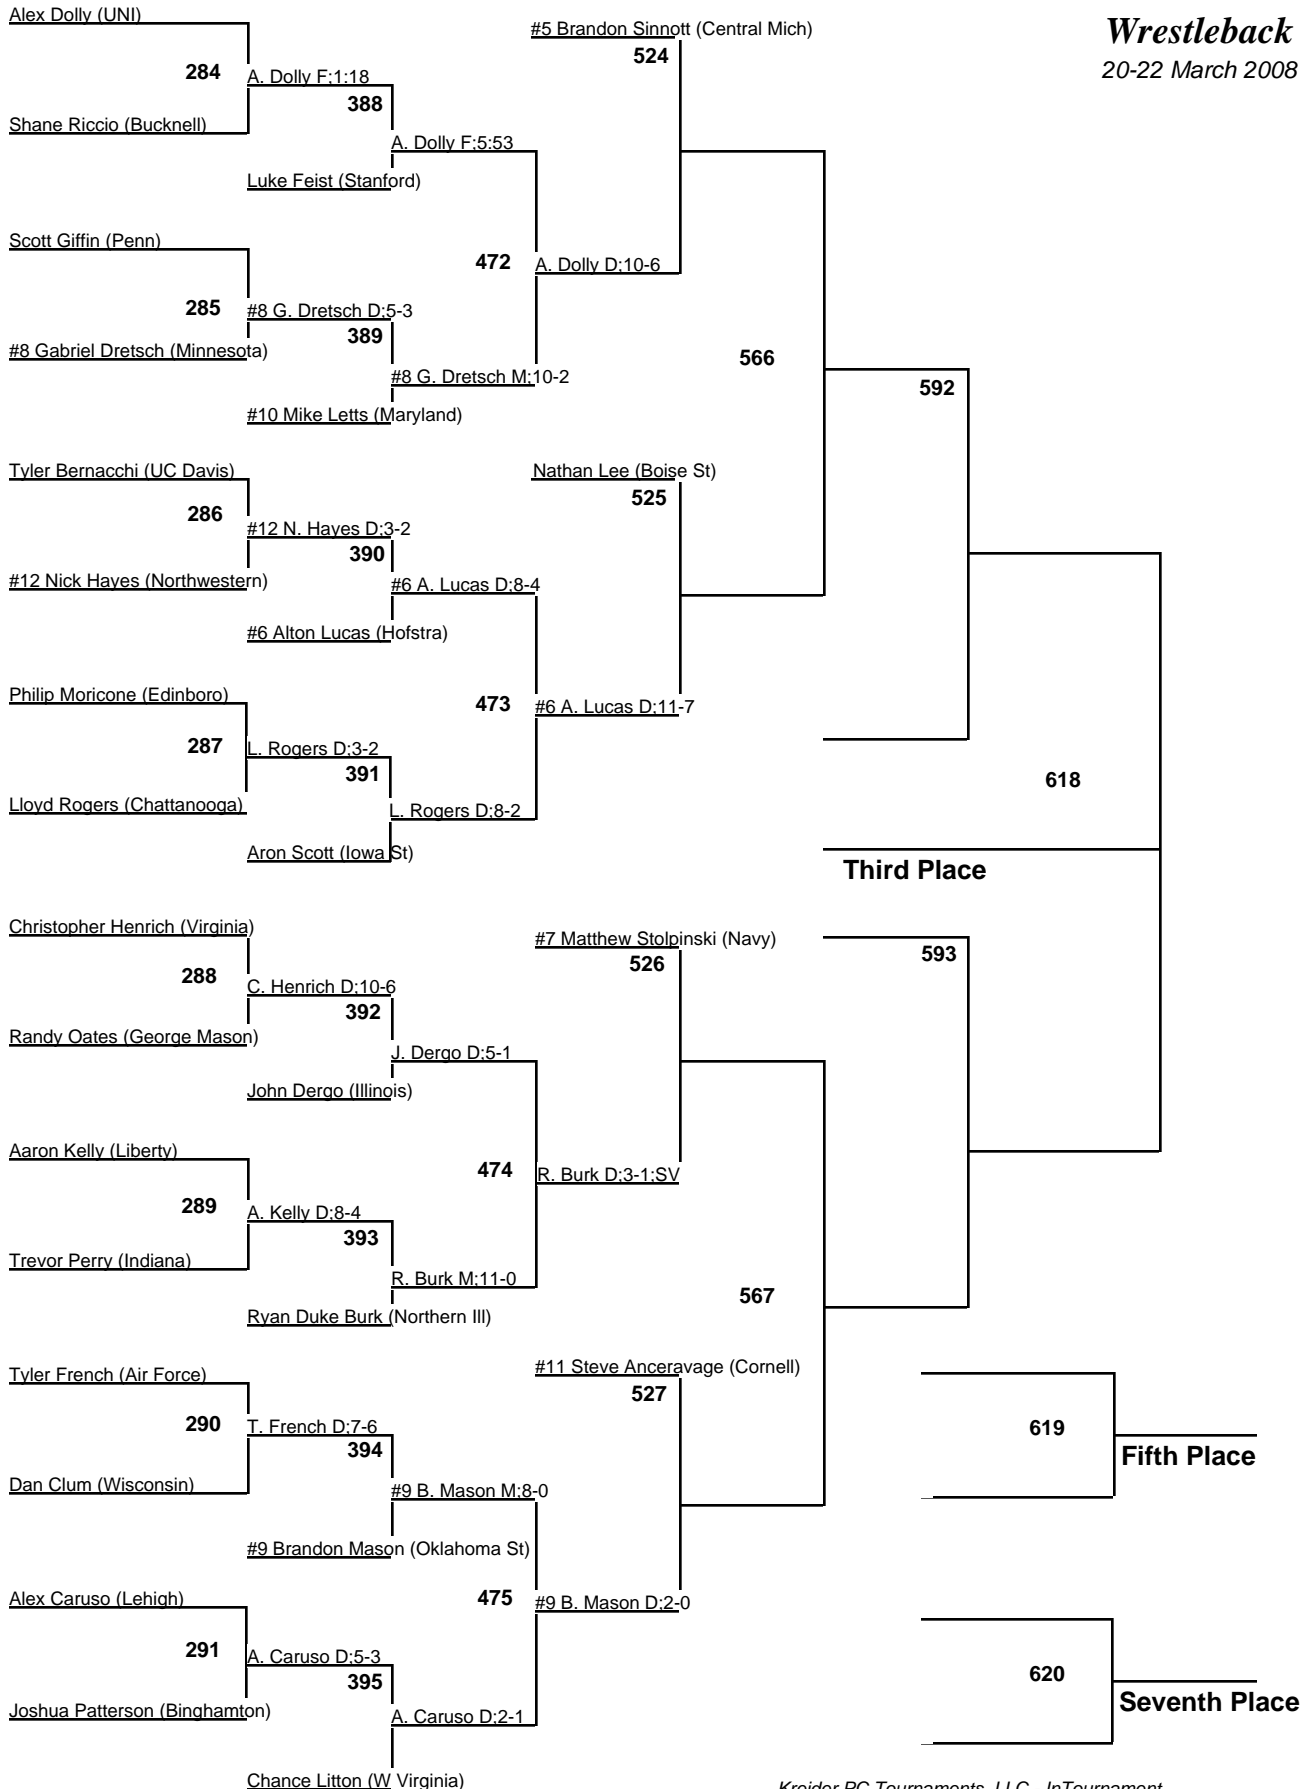 Alex Dolly (UNI)
#5 Brandon Sinnott (Central Mich)
Wrestleback
20-22 March 2008
524
284
A. Dolly F;1:18
388
Shane Riccio (Bucknell)
A. Dolly F;5:53
Luke Feist (Stanford)
Scott Giffin (Penn)
472
A. Dolly D;10-6
285
#8 G. Dretsch D;5-3
389
#8 Gabriel Dretsch (Minnesota)
566
#8 G. Dretsch M;10-2
592
#10 Mike Letts (Maryland)
Tyler Bernacchi (UC Davis)
Nathan Lee (Boise St)
525
286
#12 N. Hayes D;3-2
390
#12 Nick Hayes (Northwestern)
#6 A. Lucas D;8-4
#6 Alton Lucas (Hofstra)
Philip Moricone (Edinboro)
473
#6 A. Lucas D;11-7
287
L. Rogers D;3-2
391
618
Lloyd Rogers (Chattanooga)
L. Rogers D;8-2
Aron Scott (Iowa St)
Third Place
Christopher Henrich (Virginia)
#7 Matthew Stolpinski (Navy)
526
593
288
C. Henrich D;10-6
392
Randy Oates (George Mason)
J. Dergo D;5-1
John Dergo (Illinois)
Aaron Kelly (Liberty)
474
R. Burk D;3-1;SV
289
A. Kelly D;8-4
393
Trevor Perry (Indiana)
R. Burk M;11-0
567
Ryan Duke Burk (Northern Ill)
Tyler French (Air Force)
#11 Steve Anceravage (Cornell)
527
290
T. French D;7-6
394
619
Fifth Place
Dan Clum (Wisconsin)
#9 B. Mason M;8-0
#9 Brandon Mason (Oklahoma St)
Alex Caruso (Lehigh)
475
#9 B. Mason D;2-0
291
A. Caruso D;5-3
395
620
Seventh Place
Joshua Patterson (Binghamton)
A. Caruso D;2-1
Chance Litton (W Virginia)
Kreider PC Tournaments, LLC - InTournament